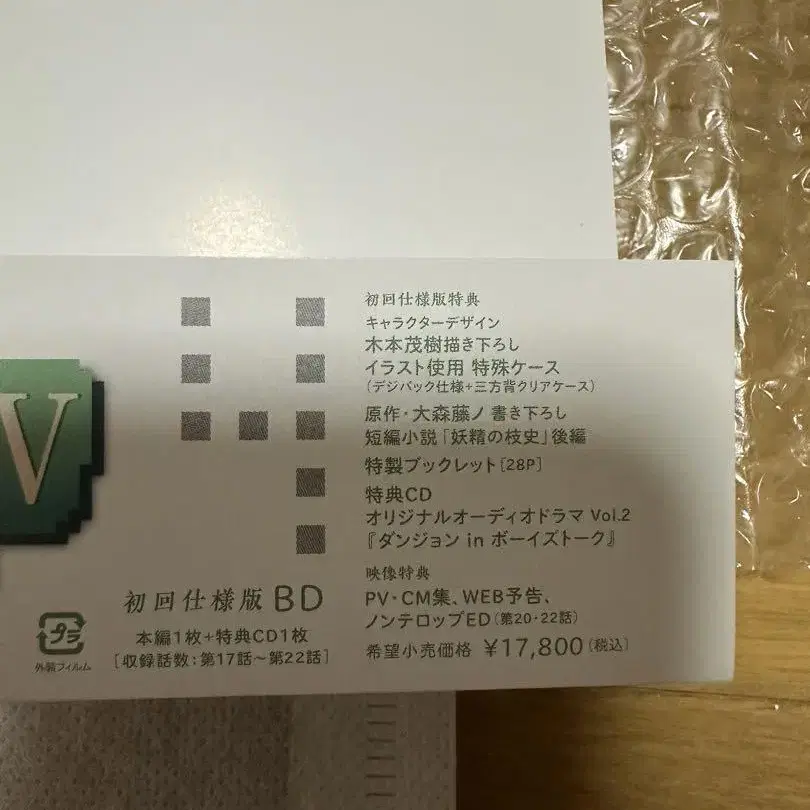 V
初回仕様版BD
本編1枚+特典CD1枚
[収録話数:第17話~第22話]
プラ
外装フィルム
初回仕様版特典
キャラクターデザイン
木本茂樹描き下ろし
イラスト使用 特殊ケース
(デジパック仕様+三方背クリアケース)
原作・大森藤ノ 書き下ろし
短編小説「妖精の枝史」後編
特製ブックレット[28P]
特典CD
オリジナルオーディオドラマ Vol.2
『ダンジョン in ボーイズトーク』
映像特典
PV・CM集、WEB予告、
ノンテロップED(第20・22話)
希望小売価格 ¥17,800[税込]